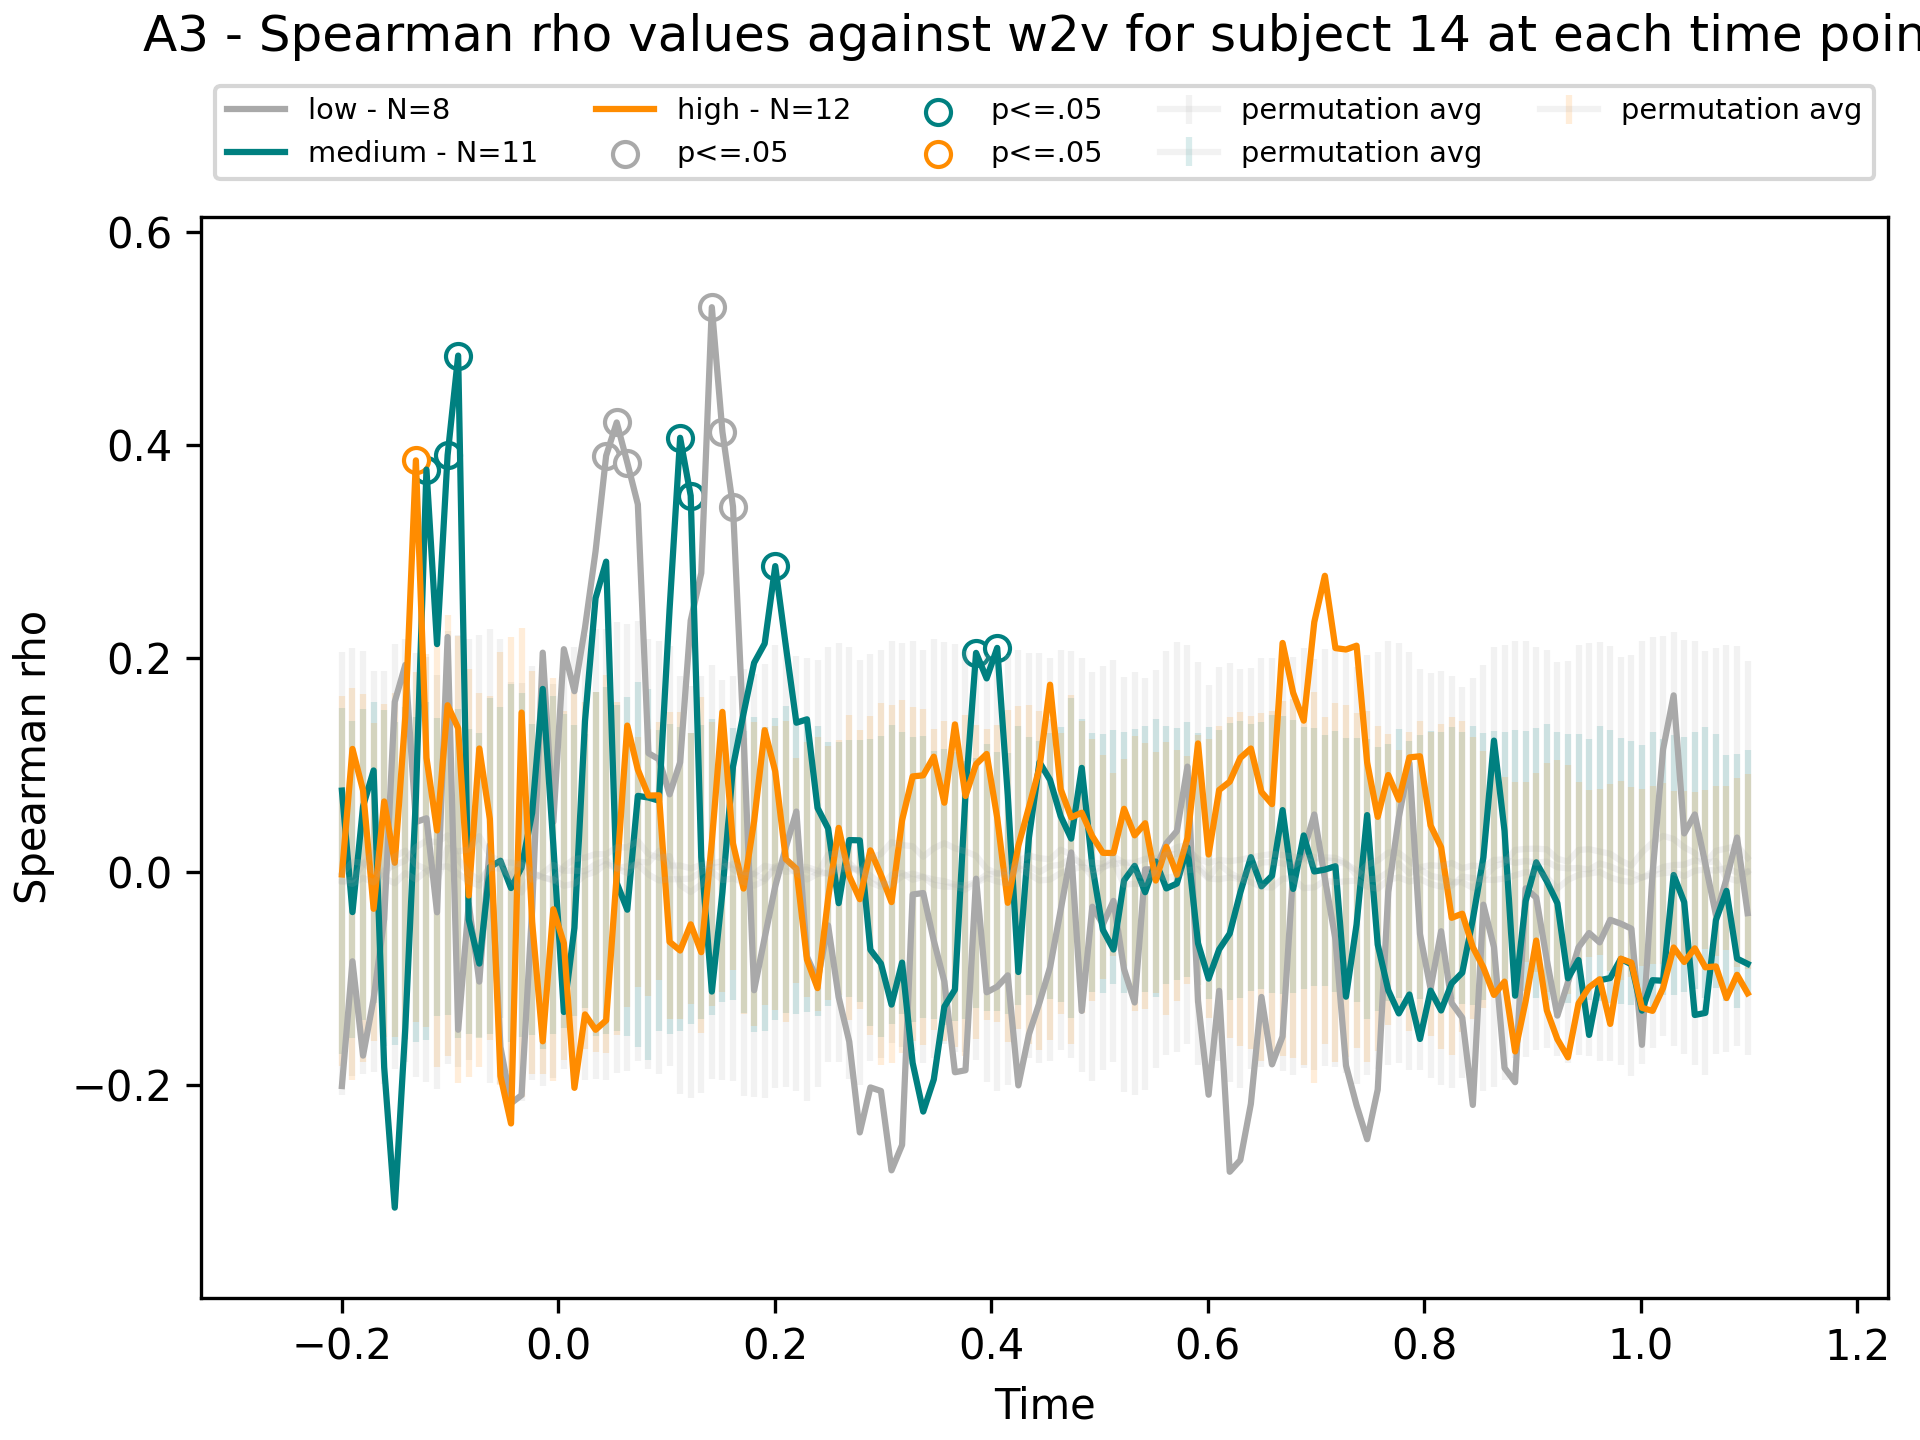 A3 - Spearman rho values against w2v for subject 14 at each time poin
low - N=8
medium - N=11
high - N=12
p<=.05
p<=.05
p<=.05
permutation avg
permutation avg
permutation avg
0.6
0.4
0.2
0.0
−0.2
Spearman rho
−0.2 0.0 0.2 0.4 0.6 0.8 1.0 1.2
Time